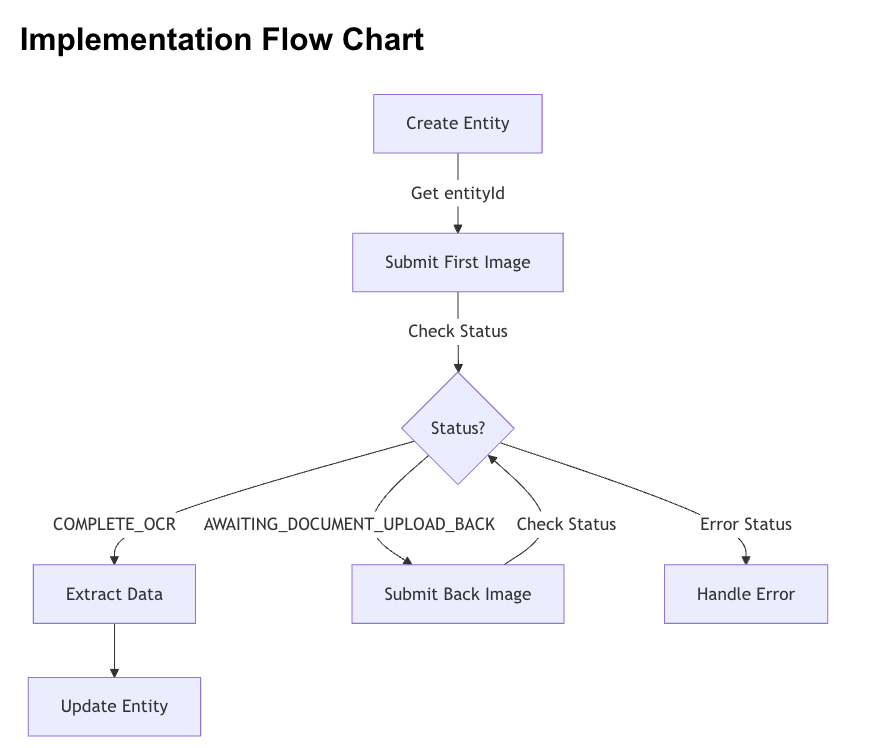 Implementation Flow Chart
Create Entity
Get entityId
Submit First Image
Check Status
Status?
COMPLETE_OCR
AWAITING_DOCUMENT_UPLOAD_BACK
Check Status
Error Status
Extract Data
Submit Back Image
Handle Error
Update Entity